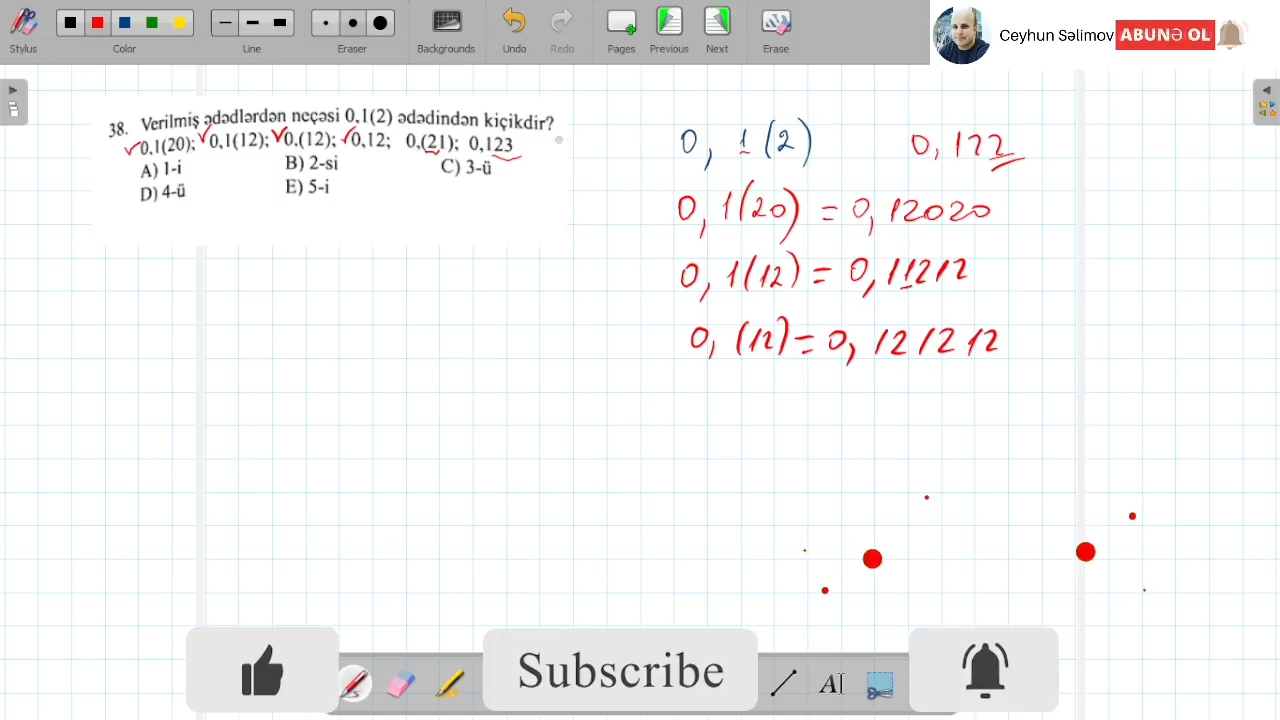 Stylus
Color
Line
Eraser
Backgrounds
Undo
Redo
Pages
Previous
Next
Erase
Ceyhun Səlimov
ABUNƏ OL
38. Verilmiş ədədlərdən neçəsi 0,1(2) ədədindən kiçikdir?
0,1(20); 0,1(12); 0,(12); 0,12; 0,(21); 0,123
A) 1-i B) 2-si C) 3-ü
D) 4-ü E) 5-i
0, 1 (2) 0, 122
0, 1(20) = 0, 12020
0, 1(12) = 0, 11212
0, (12) = 0, 12 12 12
Subscribe